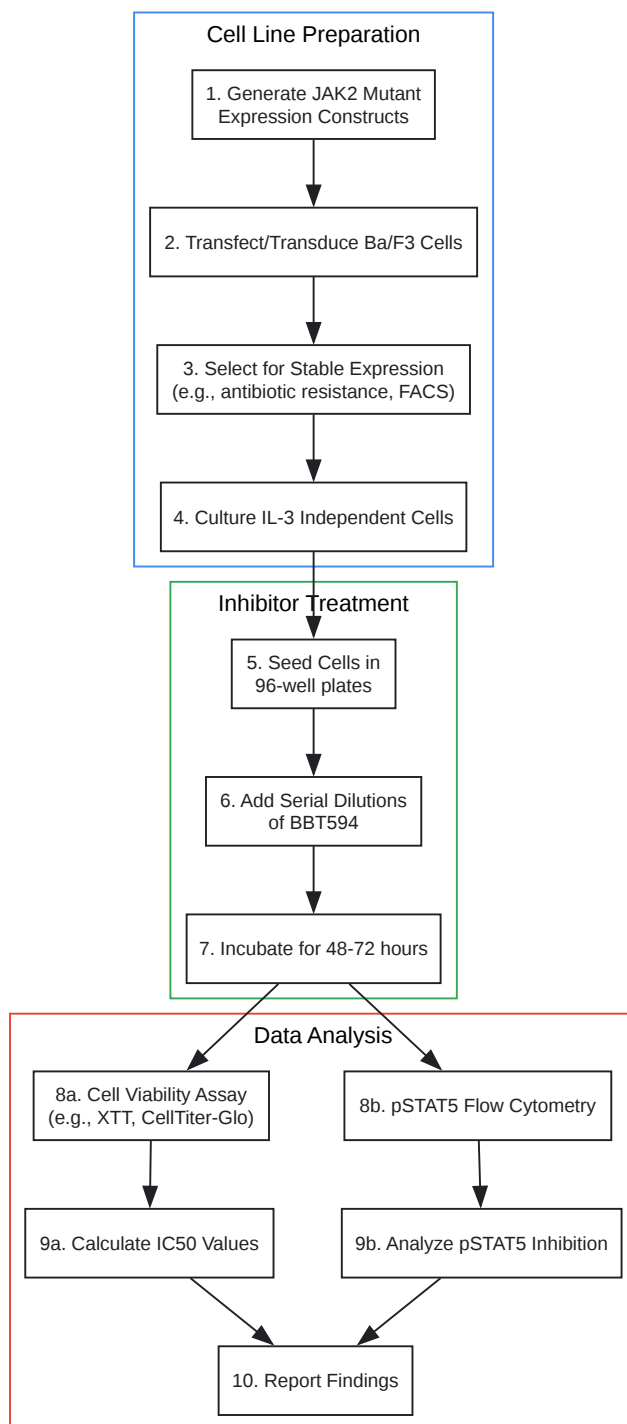 Cell Line Preparation
1. Generate JAK2 Mutant
Expression Constructs
2. Transfect/Transduce Ba/F3 Cells
3. Select for Stable Expression
(e.g., antibiotic resistance, FACS)
4. Culture IL-3 Independent Cells
Inhibitor Treatment
5. Seed Cells in
96-well plates
6. Add Serial Dilutions
of BBT594
7. Incubate for 48-72 hours
Data Analysis
8a. Cell Viability Assay
(e.g., XTT, CellTiter-Glo)
8b. pSTAT5 Flow Cytometry
9a. Calculate IC50 Values
9b. Analyze pSTAT5 Inhibition
10. Report Findings